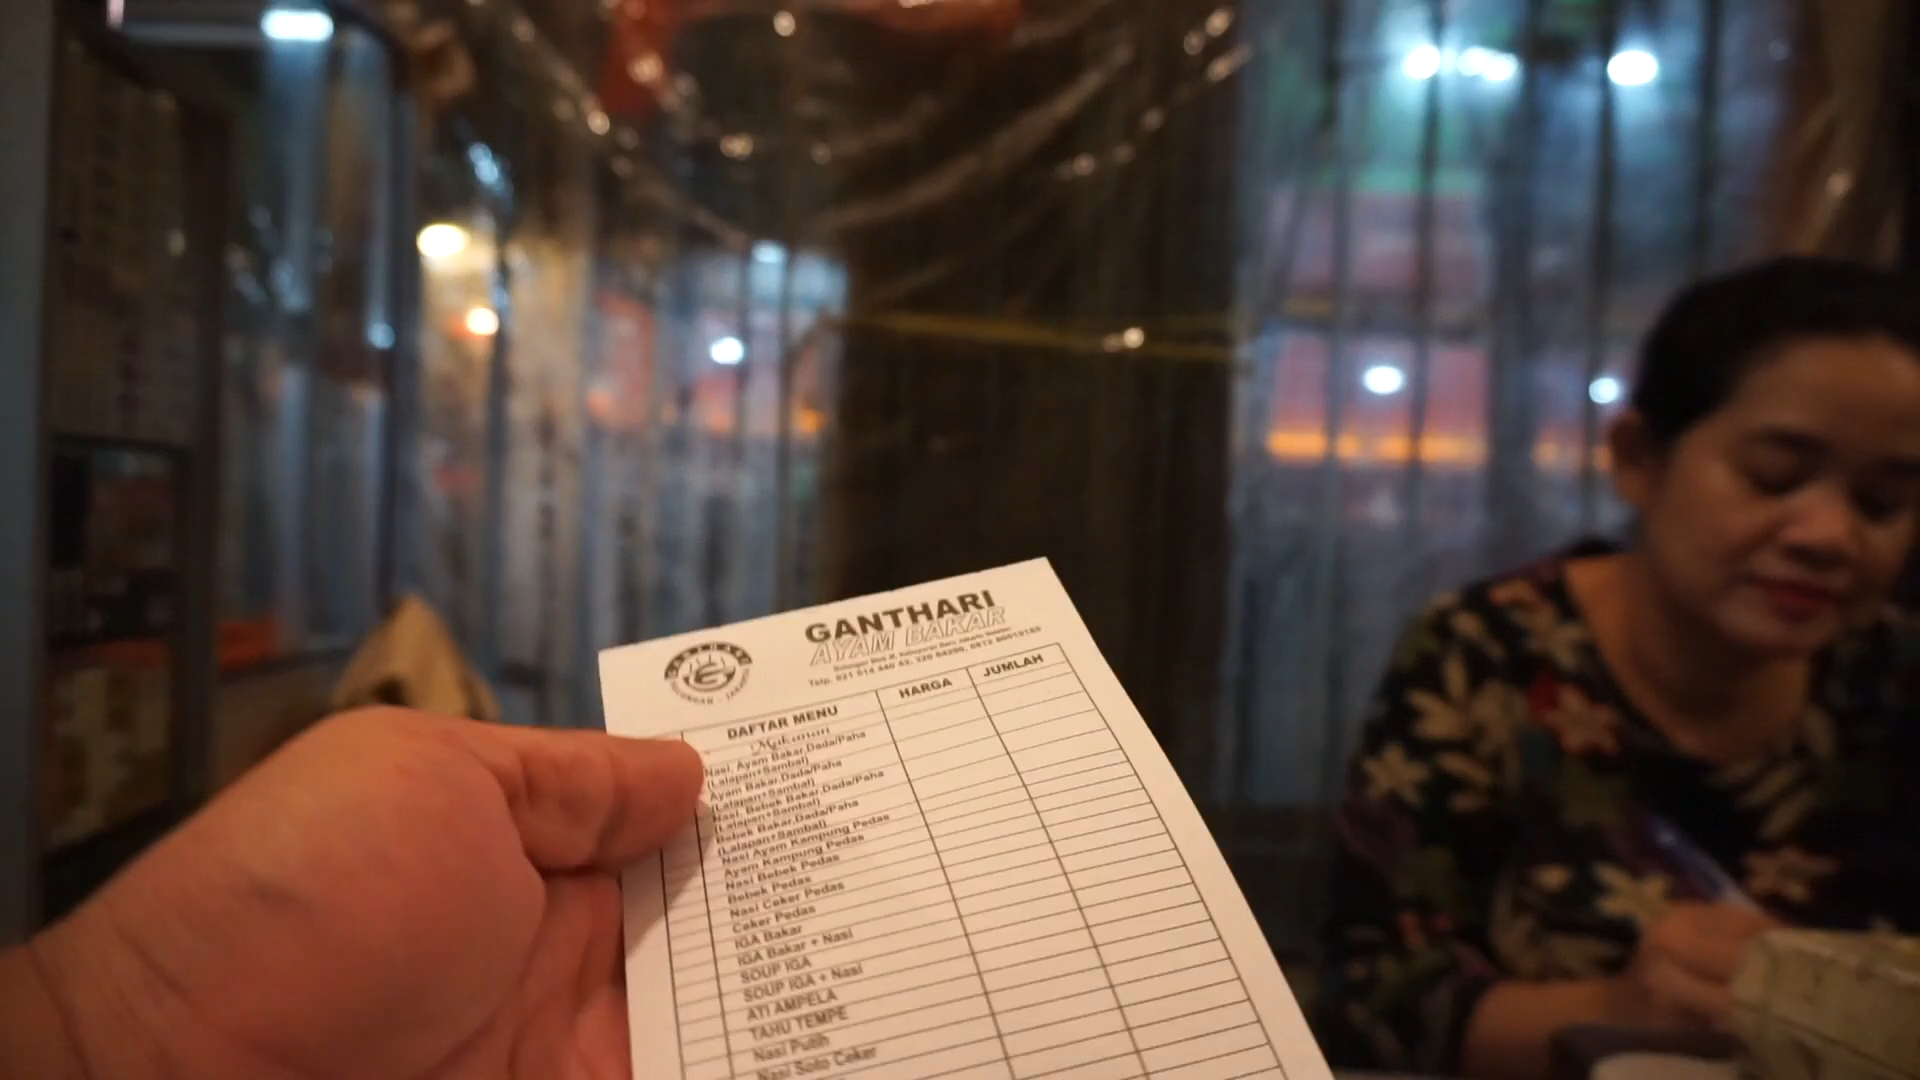 GANTHARI
AYAM BAKAR
HARGA
JUMLAH
DAFTAR MENU
Makanan
Nasi, Ayam Bakar,Dada/Paha
(Lalapan+Sambal)
Ayam Bakar,Dada/Paha
(Lalapan+Sambal)
Nasi, Bebek Bakar,Dada/Paha
(Lalapan+Sambal)
Bebek Bakar,Dada/Paha
(Lalapan+Sambal)
Nasi Ayam Kampung Pedas
Ayam Kampung Pedas
Nasi Bebek Pedas
Bebek Pedas
Nasi Ceker Pedas
Ceker Pedas
IGA Bakar
IGA Bakar + Nasi
SOUP IGA
SOUP IGA + Nasi
ATI AMPELA
TAHU TEMPE
Nasi Putih
Nasi Soto Ceker